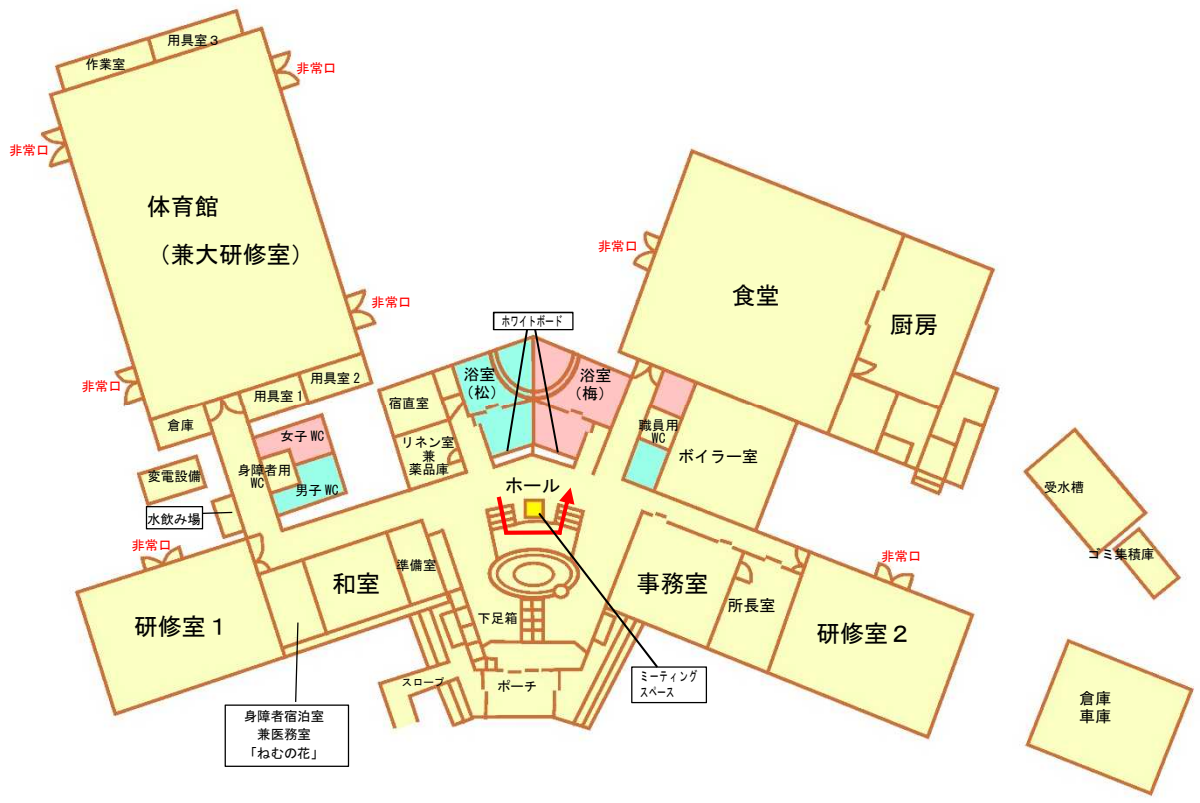 用具室３
作業室
非常口
非常口
体育館
（兼大研修室）
非常口
非常口
食堂
厨房
非常口
ホワイトボード
用具室２
用具室１
倉庫
浴室
（松）
浴室
（梅）
宿直室
リネン室
兼
薬品庫
職員用
WC
ボイラー室
女子 WC
身障者用
WC
男子 WC
変電設備
水飲み場
ホール
受水槽
ゴミ集積庫
非常口
非常口
研修室１
和室
準備室
事務室
所長室
研修室２
下足箱
スロープ
ポーチ
ミーティング
スペース
身障者宿泊室
兼医務室
「ねむの花」
倉庫
車庫